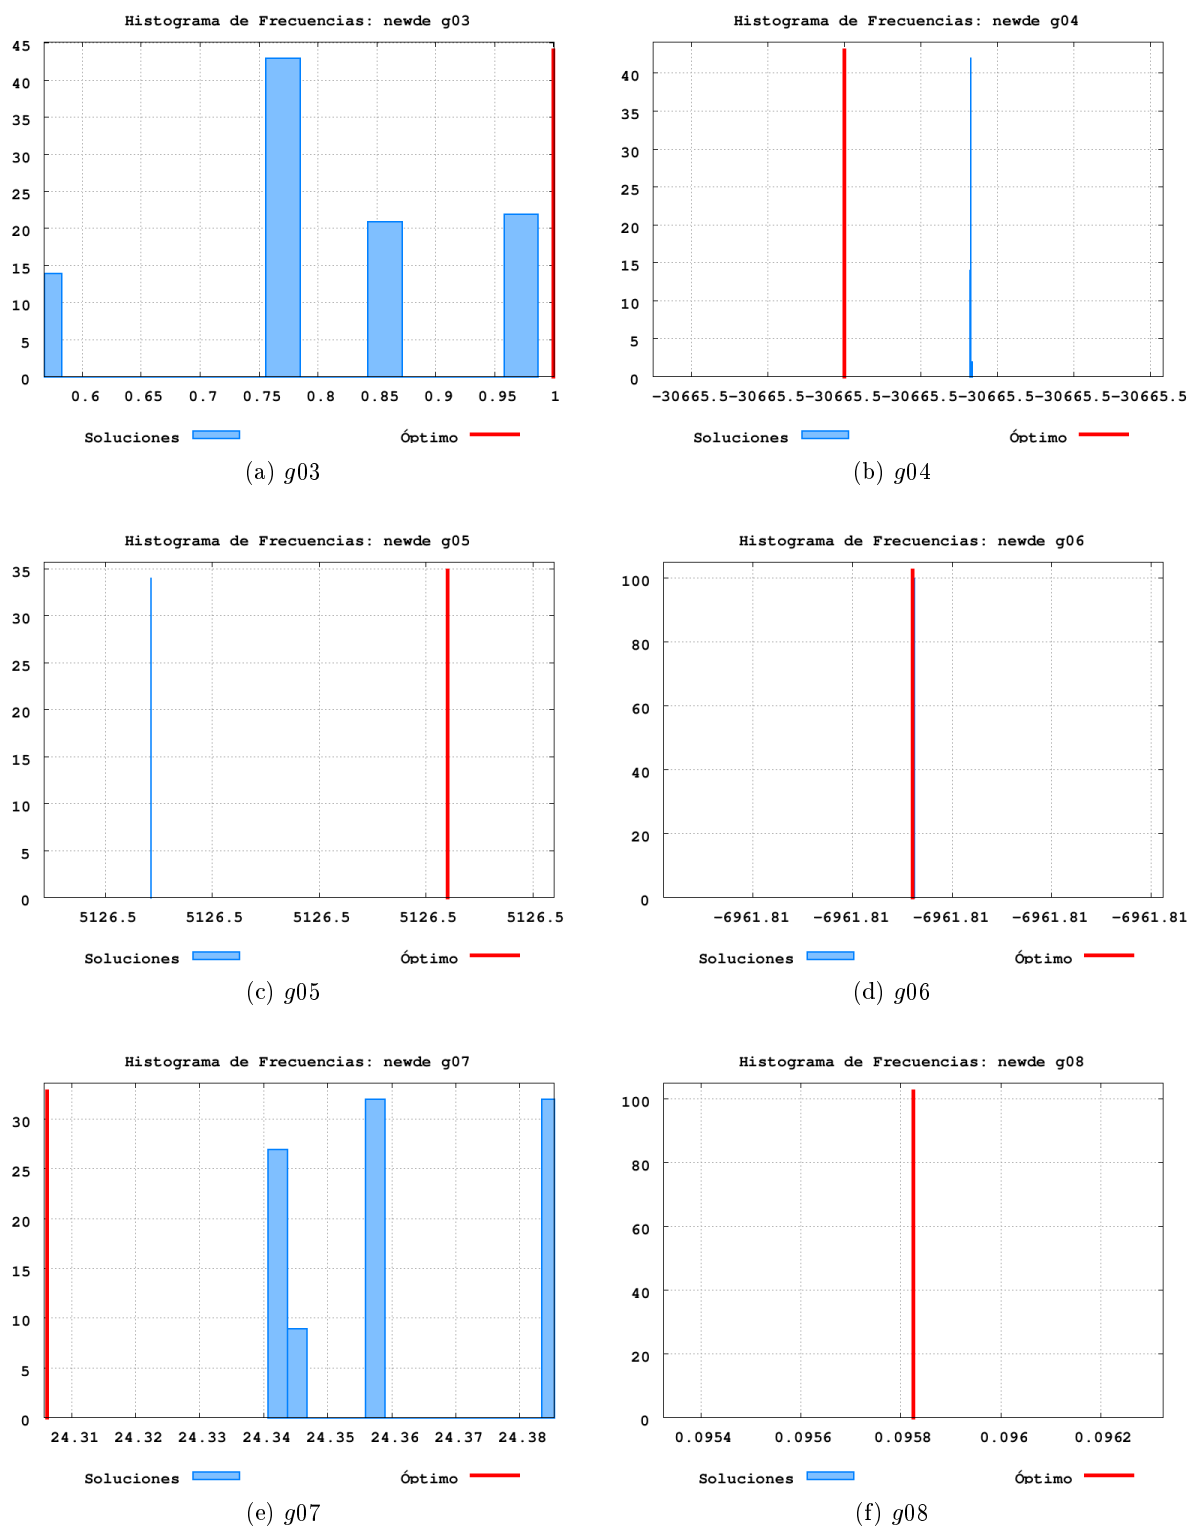 Histograma de Frecuencias: newde g03
45
40
35
30
25
20
15
10
5
0
0.6 0.65 0.7 0.75 0.8 0.85 0.9 0.95 1
Soluciones Óptimo
(a) g03
Histograma de Frecuencias: newde g04
40
35
30
25
20
15
10
5
0
-30665.5 -30665.5 -30665.5 -30665.5 -30665.5 -30665.5 -30665.5
Soluciones Óptimo
(b) g04
Histograma de Frecuencias: newde g05
35
30
25
20
15
10
5
0
5126.5 5126.5 5126.5 5126.5 5126.5
Soluciones Óptimo
(c) g05
Histograma de Frecuencias: newde g06
100
80
60
40
20
0
-6961.81 -6961.81 -6961.81 -6961.81 -6961.81
Soluciones Óptimo
(d) g06
Histograma de Frecuencias: newde g07
30
25
20
15
10
5
0
24.31 24.32 24.33 24.34 24.35 24.36 24.37 24.38
Soluciones Óptimo
(e) g07
Histograma de Frecuencias: newde g08
100
80
60
40
20
0
0.0954 0.0956 0.0958 0.096 0.0962
Soluciones Óptimo
(f) g08